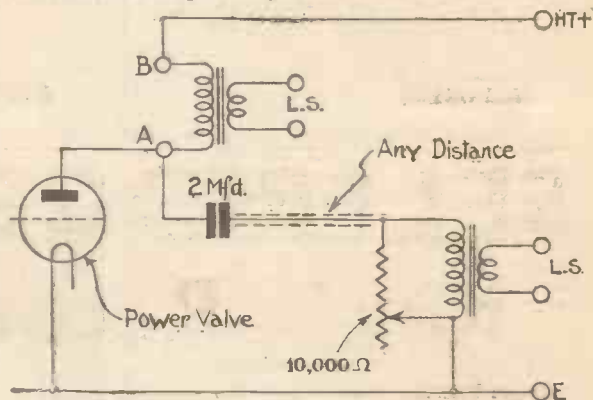 HT+
B
L.S.
A
Any Distance
2 Mfd.
L.S.
Power Valve
10,000 Ω
E